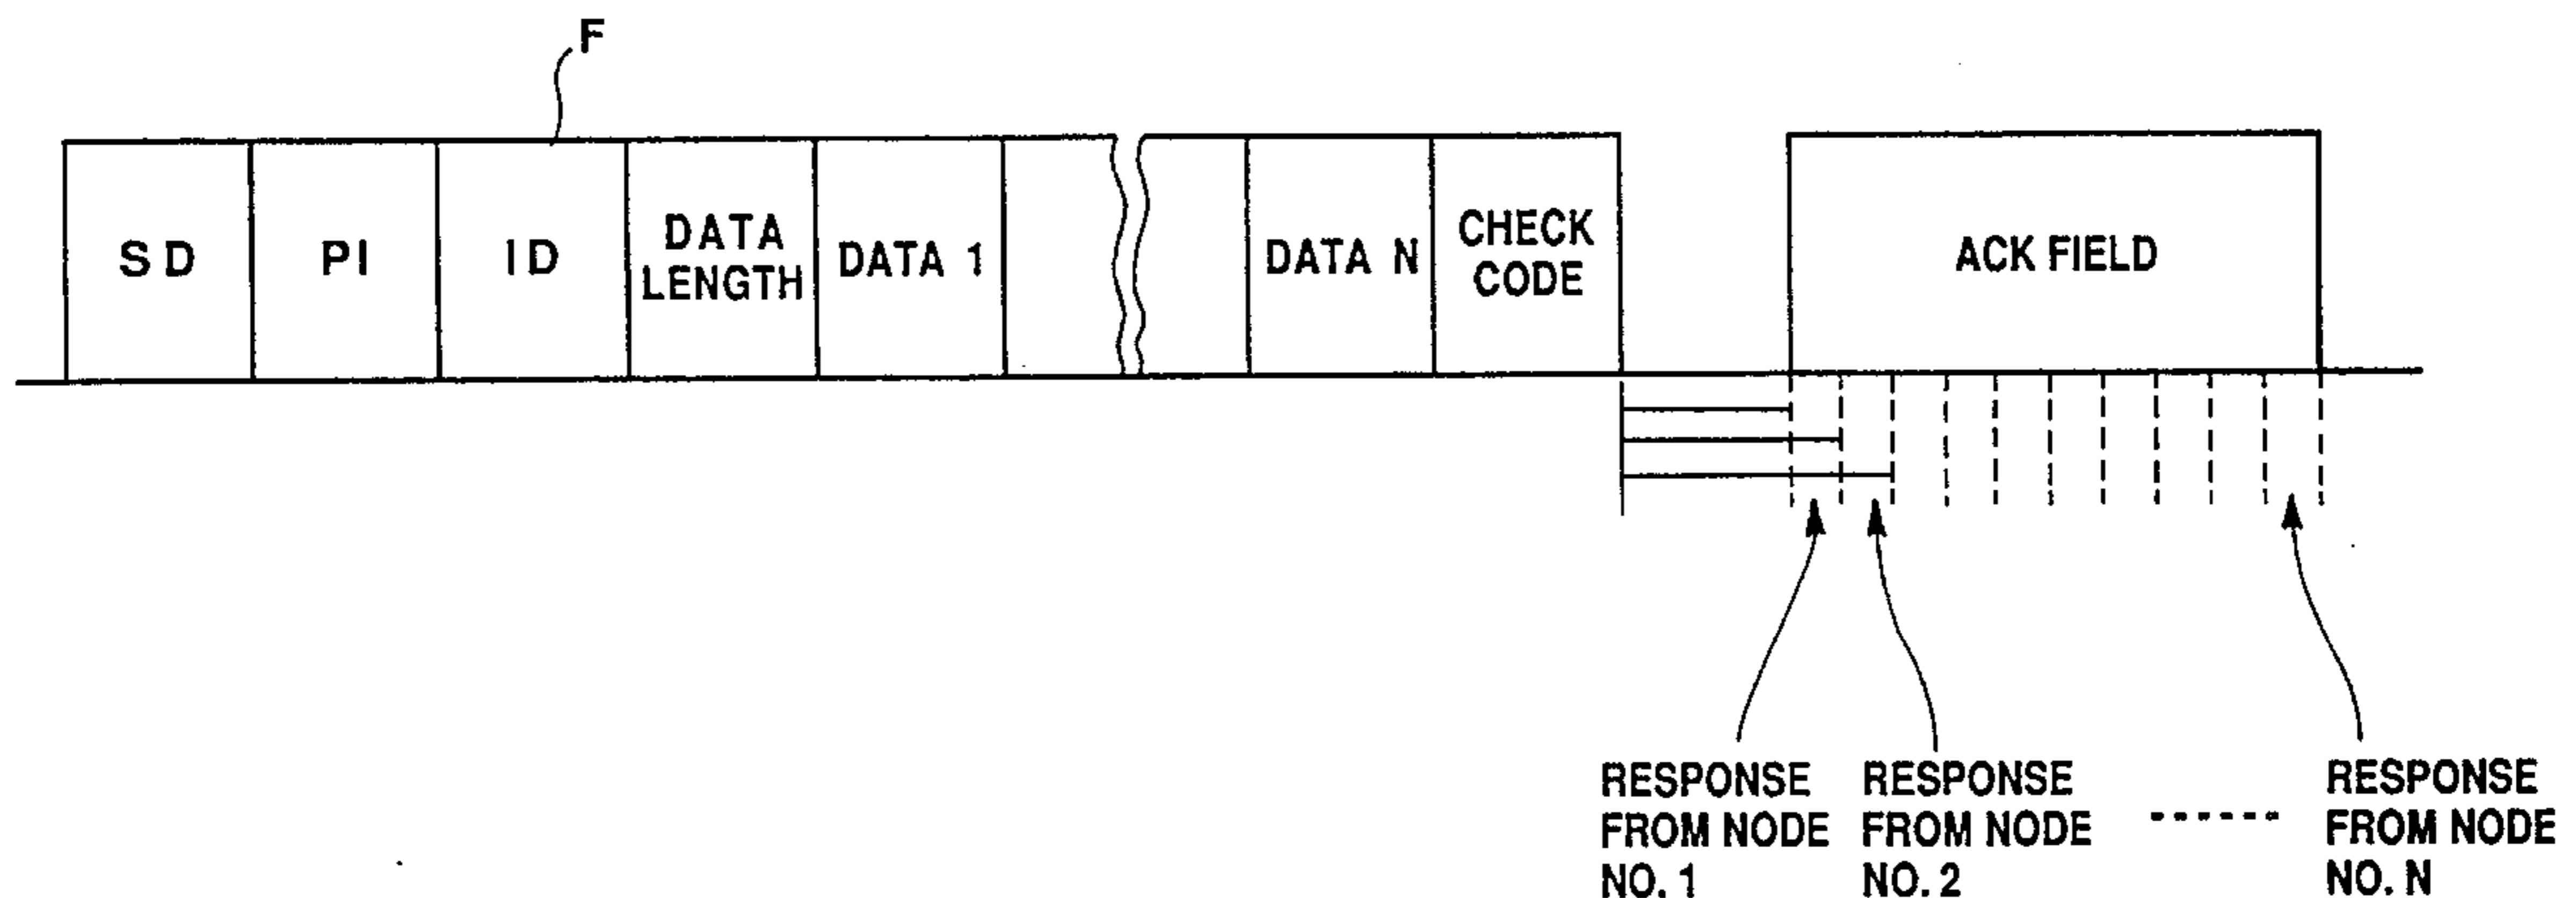 F
SD
PI
ID
DATA
LENGTH
DATA 1
DATA N
CHECK
CODE
ACK FIELD
RESPONSE
FROM NODE
NO. 1
RESPONSE
FROM NODE
NO. 2
RESPONSE
FROM NODE
NO. N